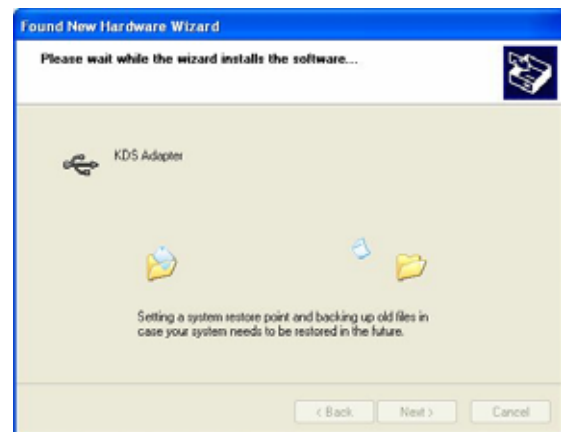 Found New Hardware Wizard
Please wait while the wizard installs the software...
KDS Adapter
Setting a system restore point and backing up old files in
case your system needs to be restored in the future.
< Back
Next >
Cancel